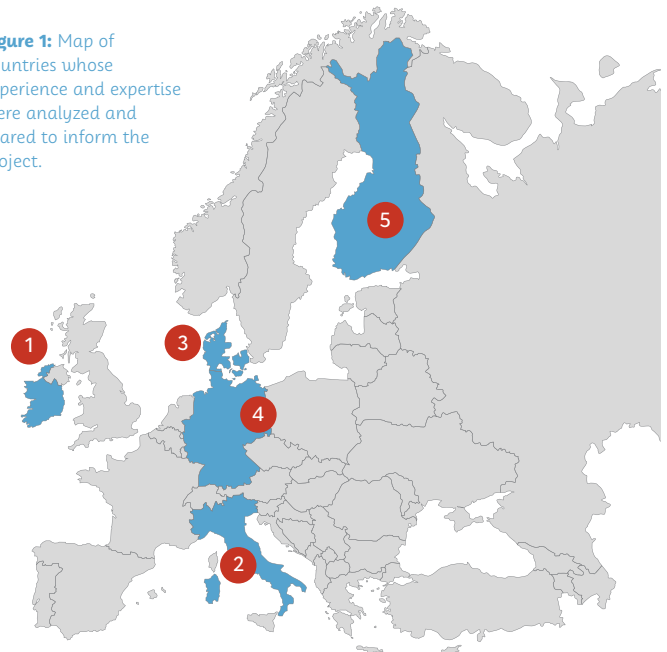 gure 1: Map of
untries whose
perience and expertise
ere analyzed and
ared to inform the
oject.
5
1
3
4
2